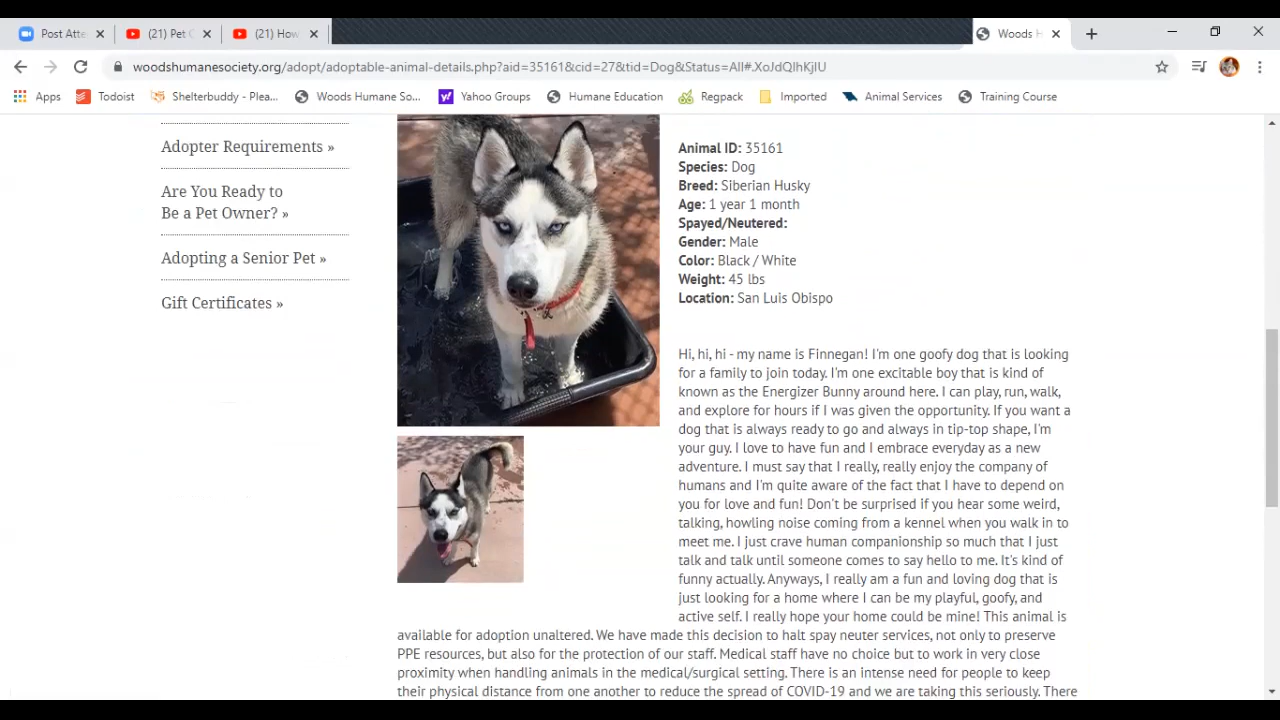 Post Atte
(21) Pet C
(21) How
Woods H
woodshumanesociety.org/adopt/adoptable-animal-details.php?aid=35161&cid=27&tid=Dog&Status=All#.XoJdQIhKjIU
Apps
Todoist
Shelterbuddy - Plea...
Woods Humane So...
Yahoo Groups
Humane Education
Regpack
Imported
Animal Services
Training Course
Adopter Requirements »
Are You Ready to
Be a Pet Owner? »
Adopting a Senior Pet »
Gift Certificates »
Animal ID: 35161
Species: Dog
Breed: Siberian Husky
Age: 1 year 1 month
Spayed/Neutered:
Gender: Male
Color: Black / White
Weight: 45 lbs
Location: San Luis Obispo
Hi, hi, hi - my name is Finnegan! I'm one goofy dog that is looking
for a family to join today. I'm one excitable boy that is kind of
known as the Energizer Bunny around here. I can play, run, walk,
and explore for hours if I was given the opportunity. If you want a
dog that is always ready to go and always in tip-top shape, I'm
your guy. I love to have fun and I embrace everyday as a new
adventure. I must say that I really, really enjoy the company of
humans and I'm quite aware of the fact that I have to depend on
you for love and fun! Don't be surprised if you hear some weird,
talking, howling noise coming from a kennel when you walk in to
meet me. I just crave human companionship so much that I just
talk and talk until someone comes to say hello to me. It's kind of
funny actually. Anyways, I really am a fun and loving dog that is
just looking for a home where I can be my playful, goofy, and
active self. I really hope your home could be mine! This animal is
available for adoption unaltered. We have made this decision to halt spay neuter services, not only to preserve
PPE resources, but also for the protection of our staff. Medical staff have no choice but to work in very close
proximity when handling animals in the medical/surgical setting. There is an intense need for people to keep
their physical distance from one another to reduce the spread of COVID-19 and we are taking this seriously. There